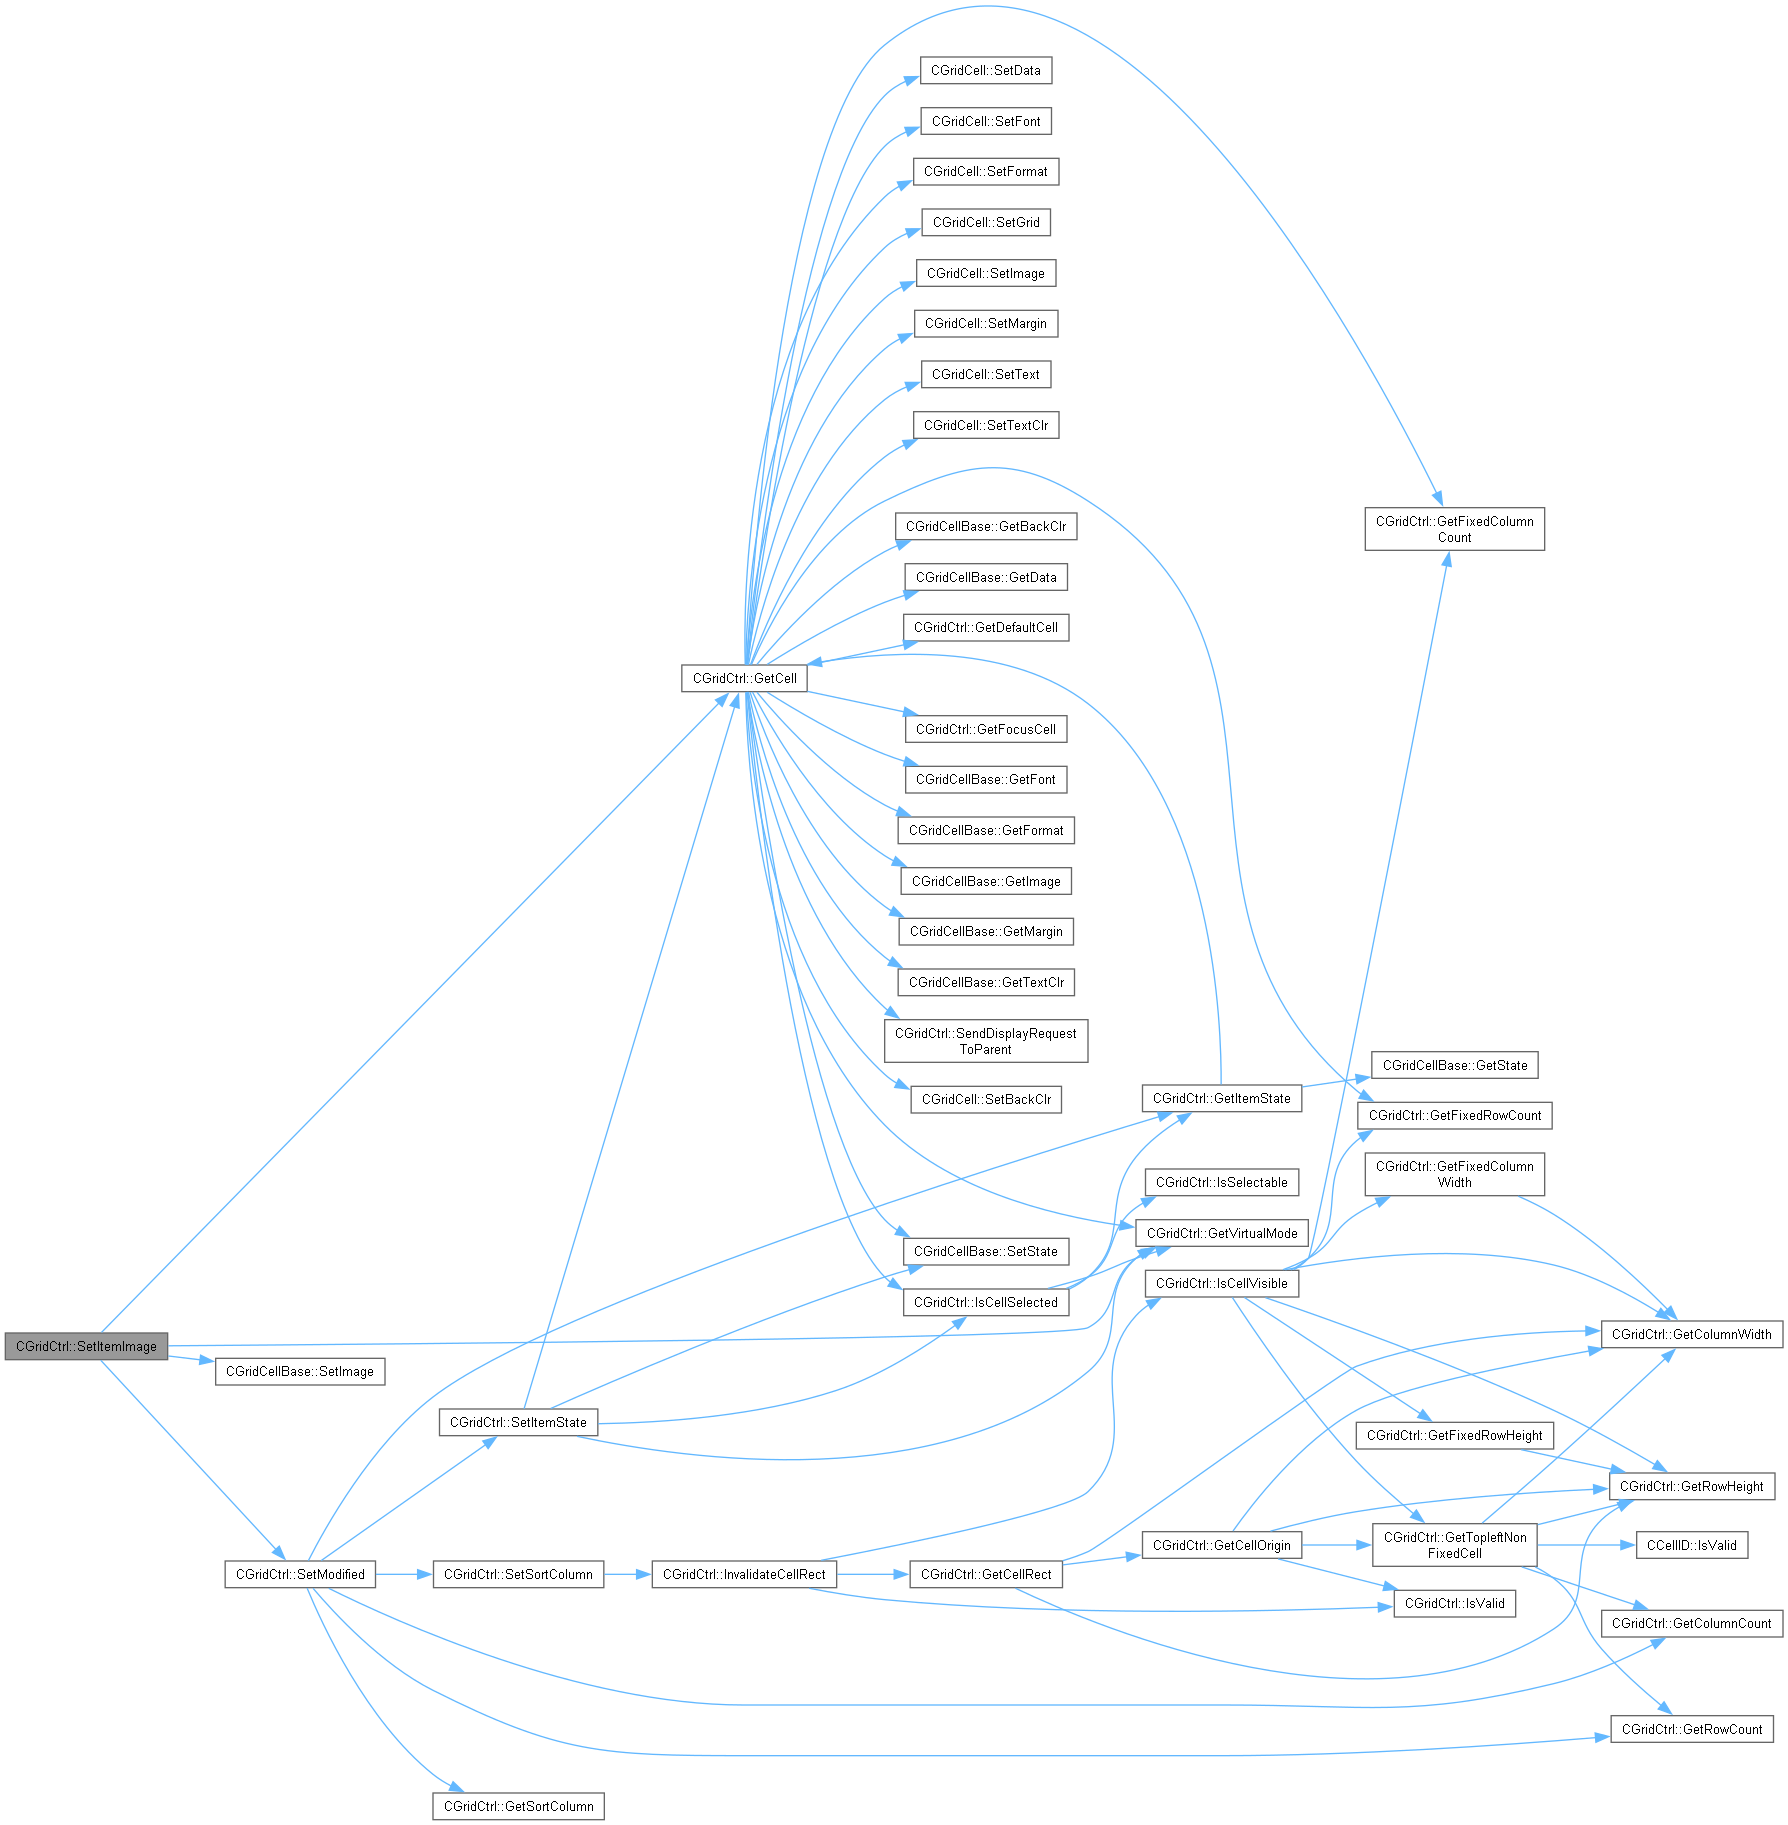 CGridCell::SetData
CGridCell::SetFont
CGridCell::SetFormat
CGridCell::SetGrid
CGridCell::SetImage
CGridCell::SetMargin
CGridCell::SetText
CGridCell::SetTextClr
CGridCtrl::GetFixedColumn
Count
CGridCellBase::GetBackClr
CGridCellBase::GetData
CGridCtrl::GetDefaultCell
CGridCtrl::GetCell
CGridCtrl::GetFocusCell
CGridCellBase::GetFont
CGridCellBase::GetFormat
CGridCellBase::GetImage
CGridCellBase::GetMargin
CGridCellBase::GetTextClr
CGridCtrl::SendDisplayRequest
ToParent
CGridCell::SetBackClr
CGridCtrl::GetItemState
CGridCellBase::GetState
CGridCtrl::GetFixedRowCount
CGridCtrl::GetFixedColumn
Width
CGridCtrl::IsSelectable
CGridCtrl::GetVirtualMode
CGridCellBase::SetState
CGridCtrl::IsCellVisible
CGridCtrl::IsCellSelected
CGridCtrl::GetColumnWidth
CGridCtrl::SetItemImage
CGridCellBase::SetImage
CGridCtrl::SetItemState
CGridCtrl::GetFixedRowHeight
CGridCtrl::GetRowHeight
CGridCtrl::GetCellOrigin
CGridCtrl::GetTopleftNon
FixedCell
CCellID::IsValid
CGridCtrl::SetModified
CGridCtrl::SetSortColumn
CGridCtrl::InvalidateCellRect
CGridCtrl::GetCellRect
CGridCtrl::IsValid
CGridCtrl::GetColumnCount
CGridCtrl::GetRowCount
CGridCtrl::GetSortColumn